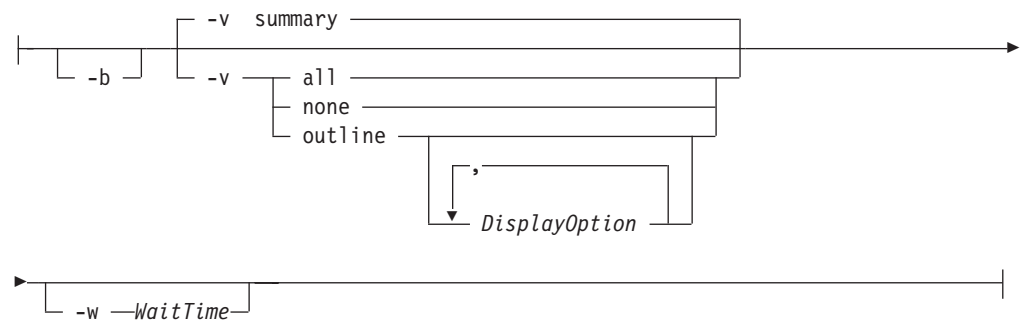 -v summary
-b
-v all
none
outline
,
DisplayOption
-w WaitTime